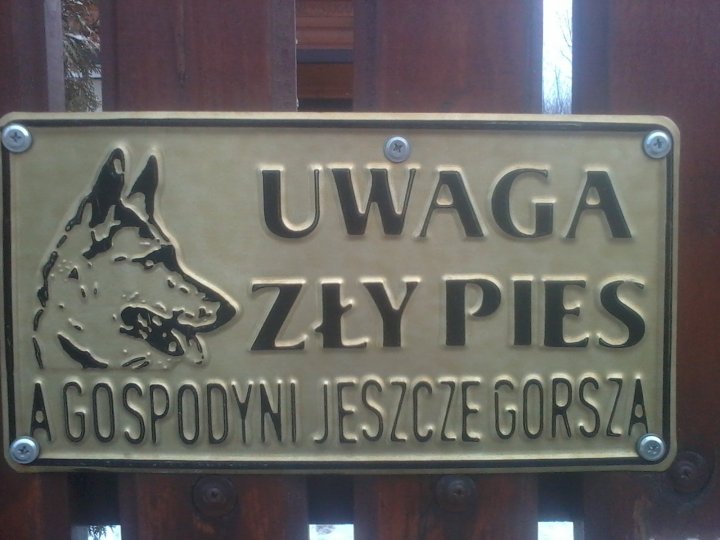 UWAGA
ZŁY PIES
A GOSPODYNI JESZCZE GORSZA